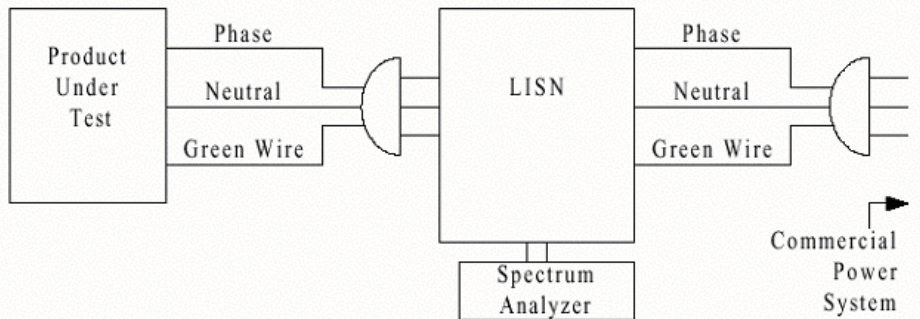 Product
Under
Test
Phase
Neutral
Green Wire
LISN
Phase
Neutral
Green Wire
Spectrum
Analyzer
Commercial
Power
System